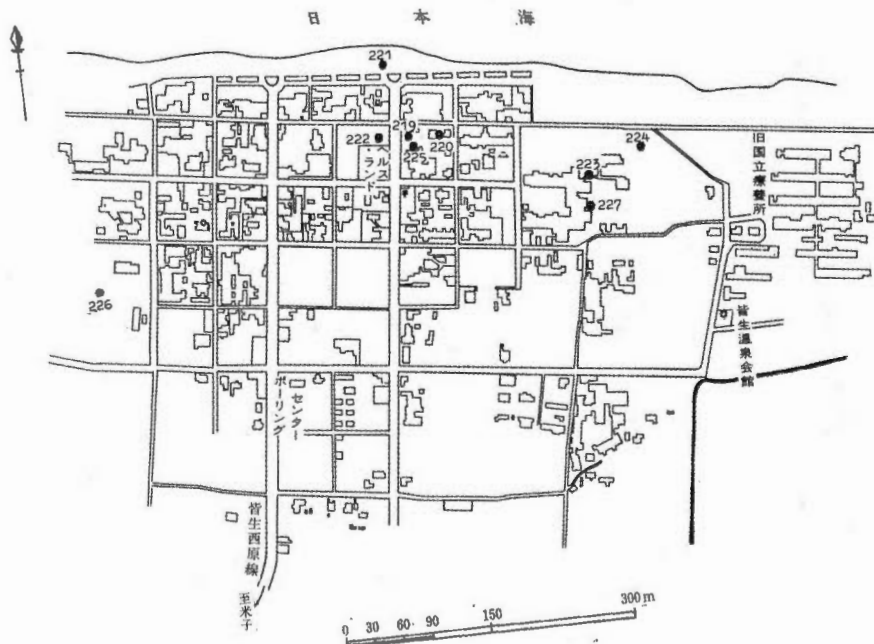 日本海
221
222
219
220
225
224
223
227
226
ヘルス・ランド
旧国立療養所
皆生温泉会館
ボーリングセンター
皆生西原線
至米子
0 30 60 90 150 300m